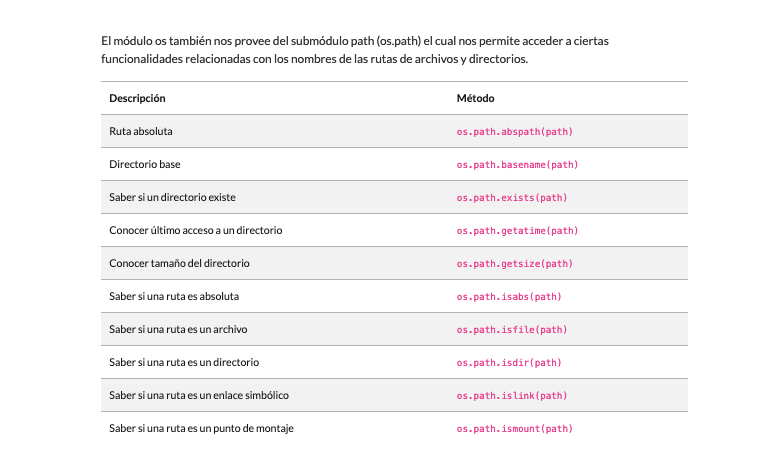 El módulo os también nos provee del submódulo path (os.path) el cual nos permite acceder a ciertas
funcionalidades relacionadas con los nombres de las rutas de archivos y directorios.
Descripción Método
Ruta absoluta os.path.abspath(path)
Directorio base os.path.basename(path)
Saber si un directorio existe os.path.exists(path)
Conocer último acceso a un directorio os.path.getatime(path)
Conocer tamaño del directorio os.path.getsize(path)
Saber si una ruta es absoluta os.path.isabs(path)
Saber si una ruta es un archivo os.path.isfile(path)
Saber si una ruta es un directorio os.path.isdir(path)
Saber si una ruta es un enlace simbólico os.path.islink(path)
Saber si una ruta es un punto de montaje os.path.ismount(path)